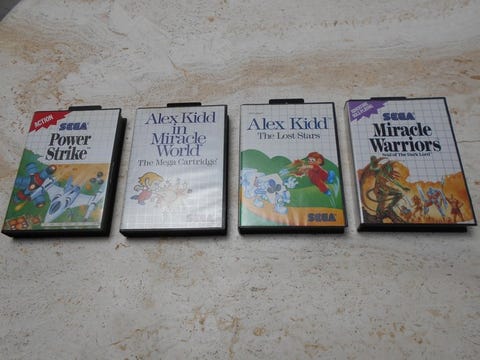 ACTION
SEGA
Power
Strike
Alex Kidd
in
Miracle
World
The Mega Cartridge
SEGA
Alex Kidd
The Lost Stars
SEGA
SEGA
Miracle
Warriors
Seal of The Dark Lord